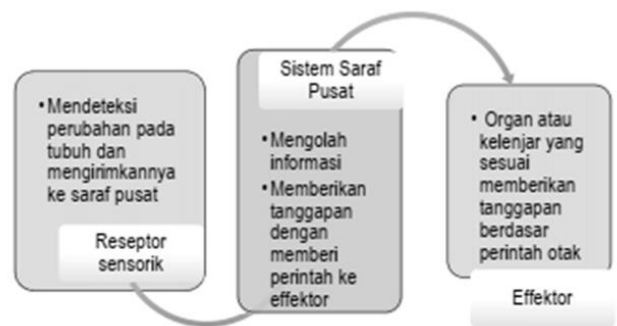 •Mendeteksi
perubahan pada
tubuh dan
mengirimkannya
ke saraf pusat
Reseptor
sensorik
Sistem Saraf
Pusat
•Mengolah
informasi
•Memberikan
tanggapan
dengan
memberi
perintah ke
effektor
• Organ atau
kelenjar yang
sesuai
memberikan
tanggapan
berdasar
perintah otak
Effektor